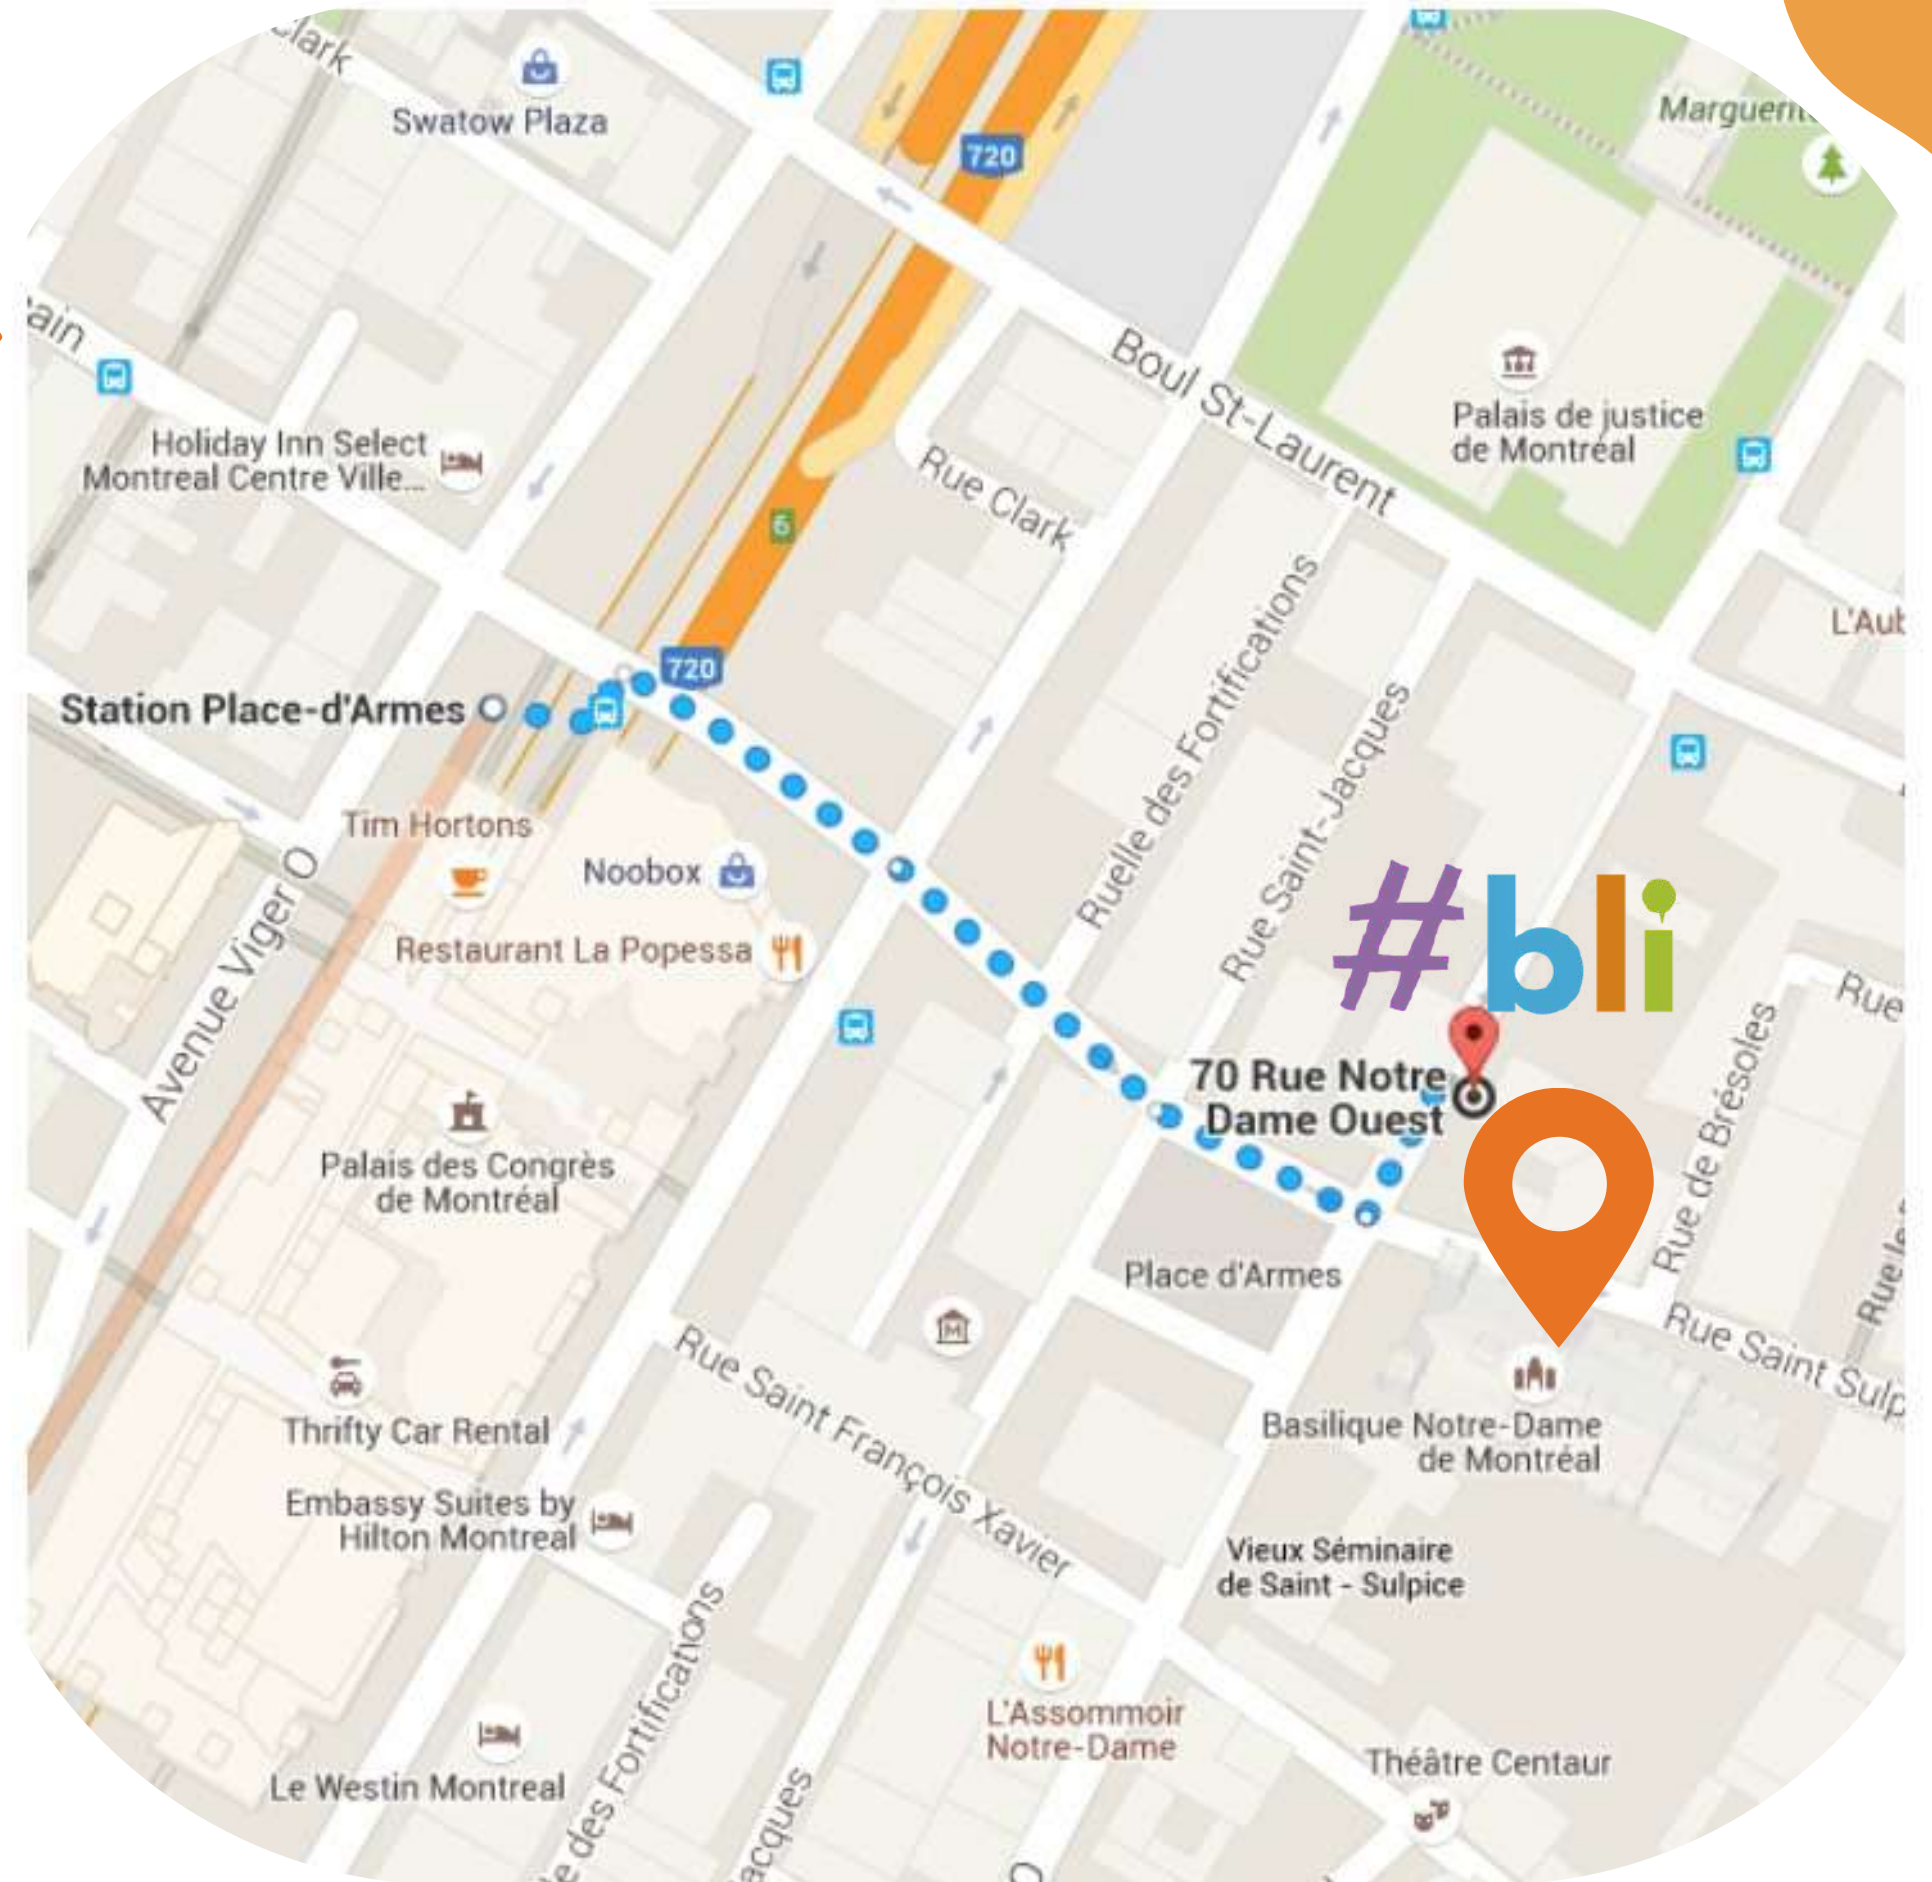 Clark
Swatow Plaza
720
Marguerit
ain
Holiday Inn Select
Montreal Centre Ville...
Boul St-Laurent
Palais de justice
de Montréal
Rue Clark
6
L'Aub
720
Station Place-d'Armes
Ruelle des Fortifications
Rue Saint-Jacques
Tim Hortons
Noobox
Restaurant La Popessa
Avenue Viger O
#bli
Rue
70 Rue Notre
Dame Ouest
Rue de Brésoles
Palais des Congrès
de Montréal
Place d'Armes
Ruelle
Rue Saint Sulp
Rue Saint François Xavier
M
Thrifty Car Rental
Basilique Notre-Dame
de Montréal
Embassy Suites by
Hilton Montreal
Vieux Séminaire
de Saint - Sulpice
e des Fortifications
L'Assommoir
Notre-Dame
Théâtre Centaur
Le Westin Montreal
acques
O